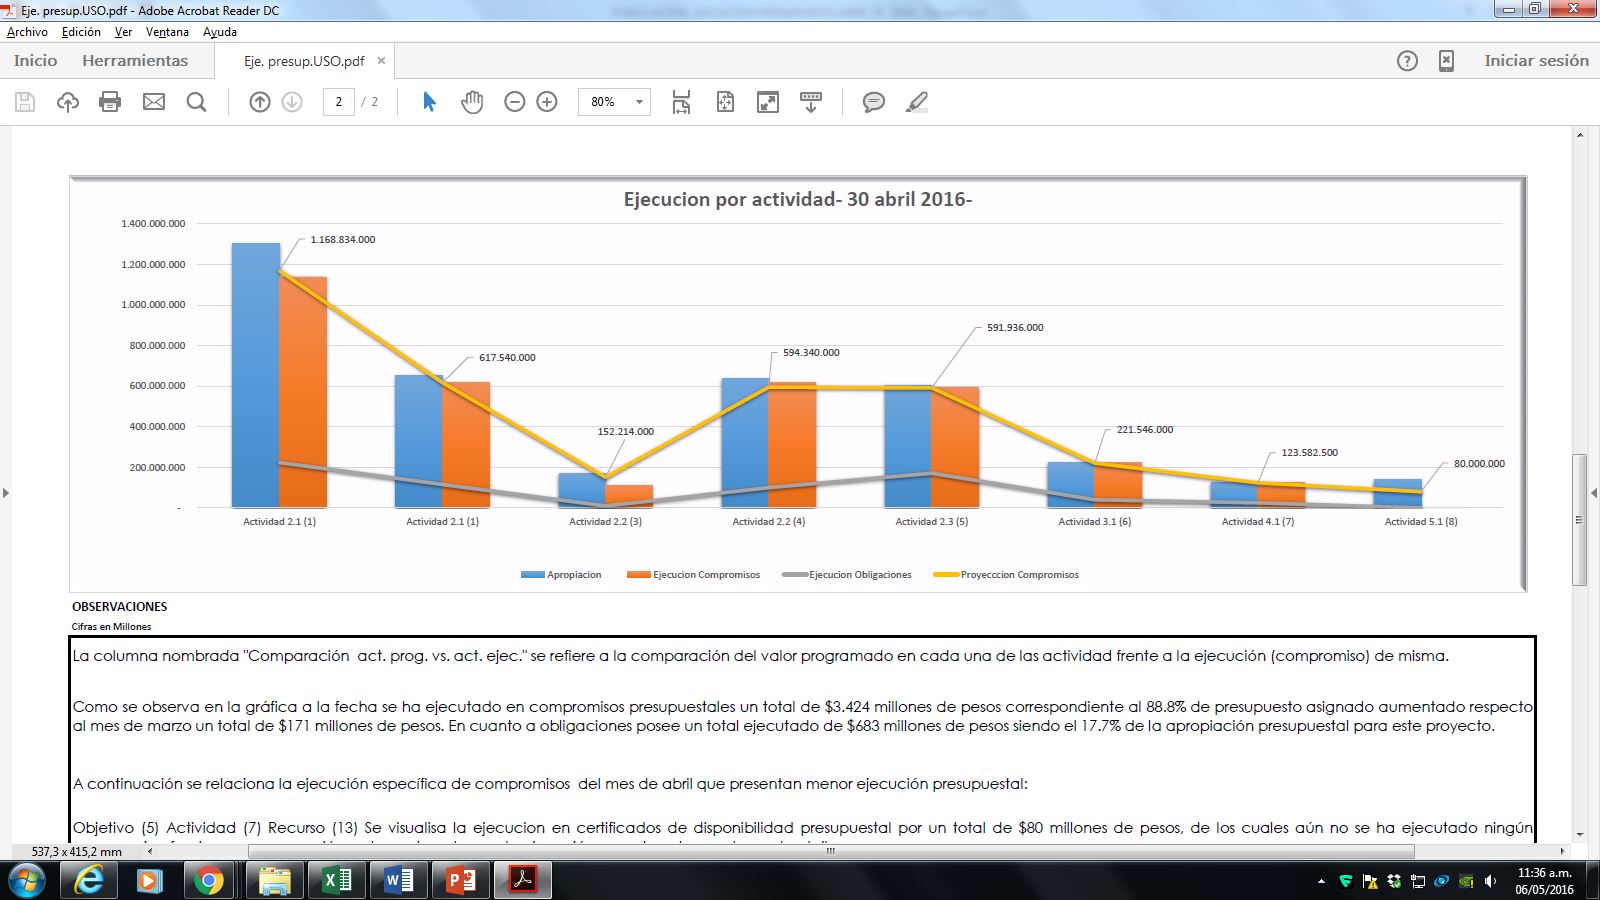 Eje. presup.USO.pdf - Adobe Acrobat Reader DC
Archivo Edición Ver Ventana Ayuda
Inicio Herramientas Eje. presup.USO.pdf × Iniciar sesión
2 / 2 80%
Ejecucion por actividad- 30 abril 2016-
1.400.000.000
1.200.000.000
1.000.000.000
800.000.000
600.000.000
400.000.000
200.000.000
-
1.168.834.000
617.540.000
152.214.000
594.340.000
591.936.000
221.546.000
123.582.500
80.000.000
Actividad 2.1 (1) Actividad 2.1 (1) Actividad 2.2 (3) Actividad 2.2 (4) Actividad 2.3 (5) Actividad 3.1 (6) Actividad 4.1 (7) Actividad 5.1 (8)
Apropiacion Ejecucion Compromisos Ejecucion Obligaciones Proyecccion Compromisos
OBSERVACIONES
Cifras en Millones
La columna nombrada "Comparación act. prog. vs. act. ejec." se refiere a la comparación del valor programado en cada una de las actividad frente a la ejecución (compromiso) de misma.
Como se observa en la gráfica a la fecha se ha ejecutado en compromisos presupuestales un total de $3.424 millones de pesos correspondiente al 88.8% de presupuesto asignado aumentado respecto
al mes de marzo un total de $171 millones de pesos. En cuanto a obligaciones posee un total ejecutado de $683 millones de pesos siendo el 17.7% de la apropiación presupuestal para este proyecto.
A continuación se relaciona la ejecución específica de compromisos del mes de abril que presentan menor ejecución presupuestal:
Objetivo (5) Actividad (7) Recurso (13) Se visualisa la ejecucion en certificados de disponibilidad presupuestal por un total de $80 millones de pesos, de los cuales aún no se ha ejecutado ningún
537,3 x 415,2 mm
11:36 a.m.
06/05/2016